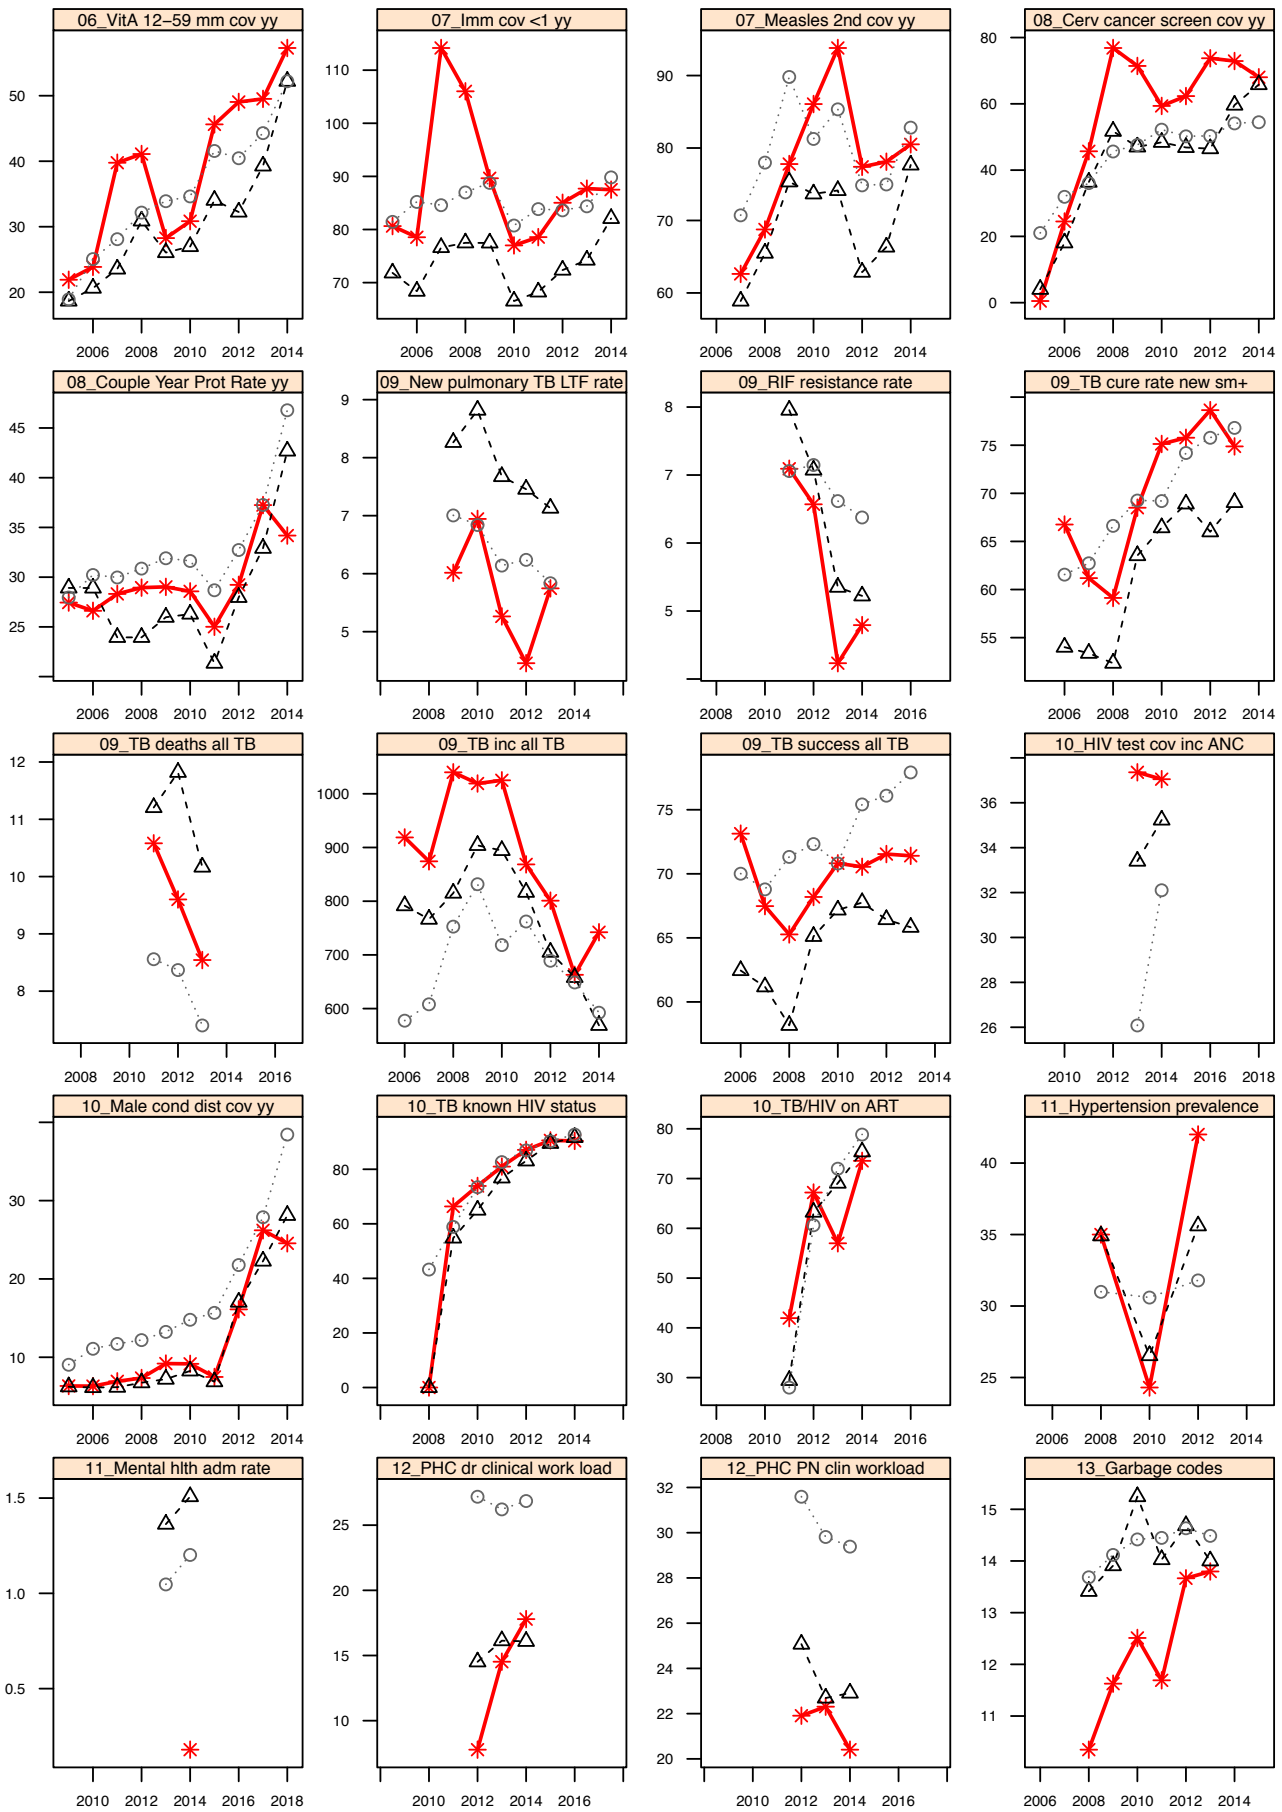 06_VitA 12−59 mm cov yy
07_Imm cov <1 yy
07_Measles 2nd cov yy
08_Cerv cancer screen cov yy
20 30 40 50
70 80 90 100 110
60 70 80 90
0 20 40 60 80
2006 2008 2010 2012 2014
2006 2008 2010 2012 2014
2006 2008 2010 2012 2014
2006 2008 2010 2012 2014
08_Couple Year Prot Rate yy
09_New pulmonary TB LTF rate
09_RIF resistance rate
09_TB cure rate new sm+
25 30 35 40 45
5 6 7 8 9
5 6 7 8
55 60 65 70 75
2006 2008 2010 2012 2014
2008 2010 2012 2014
2008 2010 2012 2014 2016
2006 2008 2010 2012 2014
09_TB deaths all TB
09_TB inc all TB
09_TB success all TB
10_HIV test cov inc ANC
8 9 10 11 12
600 700 800 900 1000
60 65 70 75
26 28 30 32 34 36
2008 2010 2012 2014 2016
2006 2008 2010 2012 2014
2006 2008 2010 2012 2014
2010 2012 2014 2016 2018
10_Male cond dist cov yy
10_TB known HIV status
10_TB/HIV on ART
11_Hypertension prevalence
10 20 30
0 20 40 60 80
30 40 50 60 70 80
25 30 35 40
2006 2008 2010 2012 2014
2008 2010 2012 2014
2008 2010 2012 2014 2016
2006 2008 2010 2012 2014
11_Mental hlth adm rate
12_PHC dr clinical work load
12_PHC PN clin workload
13_Garbage codes
0.5 1.0 1.5
10 15 20 25
20 22 24 26 28 30 32
11 12 13 14 15
2010 2012 2014 2016 2018
2010 2012 2014 2016
2008 2010 2012 2014 2016
2006 2008 2010 2012 2014